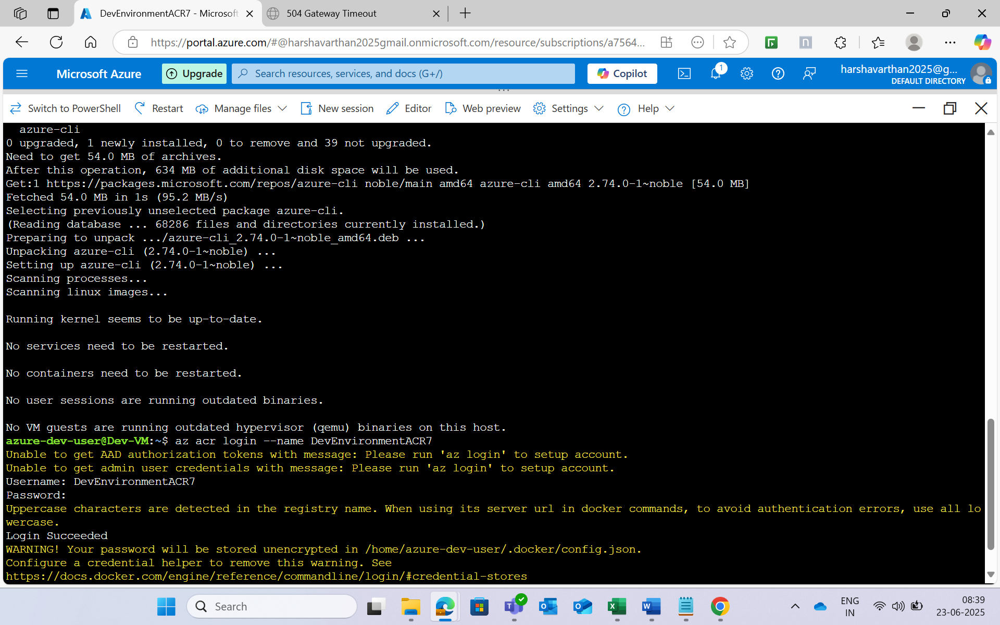 DevEnvironmentACR7 - Microsoft
504 Gateway Timeout
https://portal.azure.com/#@harshavarthan2025gmail.onmicrosoft.com/resource/subscriptions/a7564...
Microsoft Azure
Upgrade
Search resources, services, and docs (G+/)
Copilot
1
harshavarthan2025@g...
DEFAULT DIRECTORY
Switch to PowerShell
Restart
Manage files
New session
Editor
Web preview
Settings
Help
azure-cli
0 upgraded, 1 newly installed, 0 to remove and 39 not upgraded.
Need to get 54.0 MB of archives.
After this operation, 634 MB of additional disk space will be used.
Get:1 https://packages.microsoft.com/repos/azure-cli noble/main amd64 azure-cli amd64 2.74.0-1~noble [54.0 MB]
Fetched 54.0 MB in 1s (95.2 MB/s)
Selecting previously unselected package azure-cli.
(Reading database ... 68286 files and directories currently installed.)
Preparing to unpack .../azure-cli_2.74.0-1~noble_amd64.deb ...
Unpacking azure-cli (2.74.0-1~noble) ...
Setting up azure-cli (2.74.0-1~noble) ...
Scanning processes...
Scanning linux images...
Running kernel seems to be up-to-date.
No services need to be restarted.
No containers need to be restarted.
No user sessions are running outdated binaries.
No VM guests are running outdated hypervisor (qemu) binaries on this host.
azure-dev-user@Dev-VM:~$ az acr login --name DevEnvironmentACR7
Unable to get AAD authorization tokens with message: Please run 'az login' to setup account.
Unable to get admin user credentials with message: Please run 'az login' to setup account.
Username: DevEnvironmentACR7
Password:
Uppercase characters are detected in the registry name. When using its server url in docker commands, to avoid authentication errors, use all lo
wercase.
Login Succeeded
WARNING! Your password will be stored unencrypted in /home/azure-dev-user/.docker/config.json.
Configure a credential helper to remove this warning. See
https://docs.docker.com/engine/reference/commandline/login/#credential-stores
Search
ENG
IN
08:39
23-06-2025